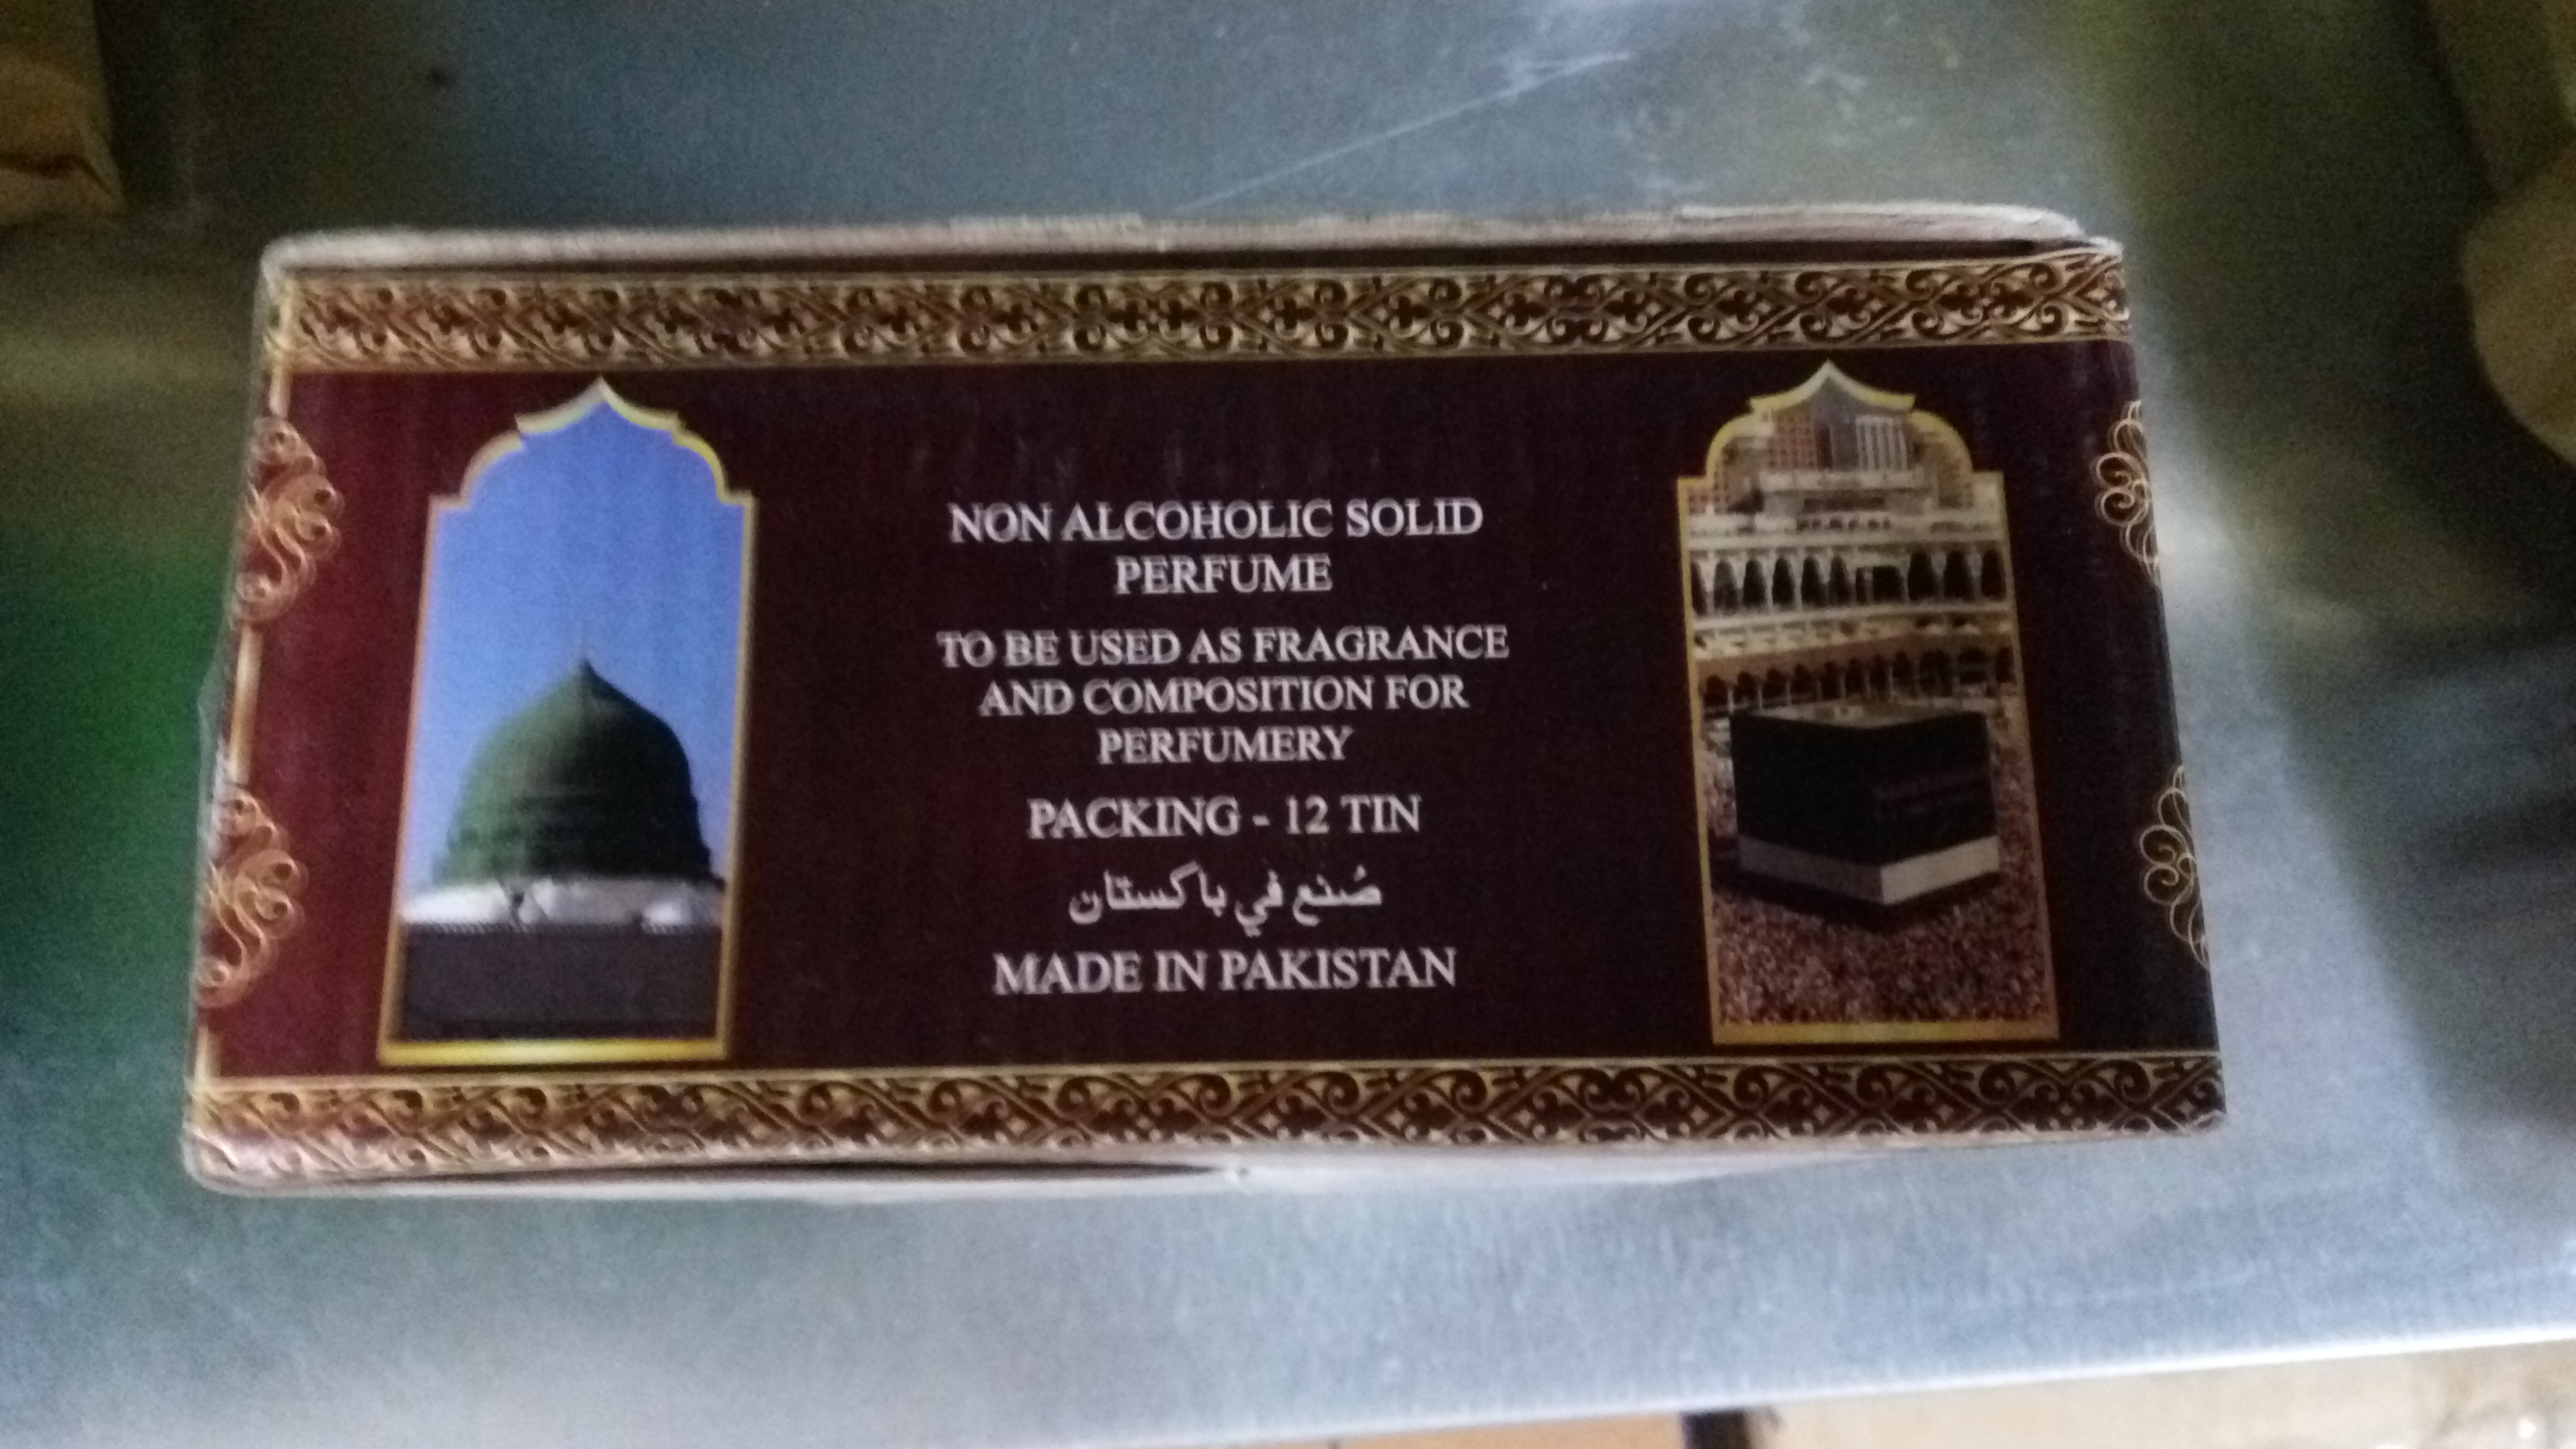 NON ALCOHOLIC SOLID
PERFUME
TO BE USED AS FRAGRANCE
AND COMPOSITION FOR
PERFUMERY
PACKING - 12 TIN
صُنع في باكستان
MADE IN PAKISTAN